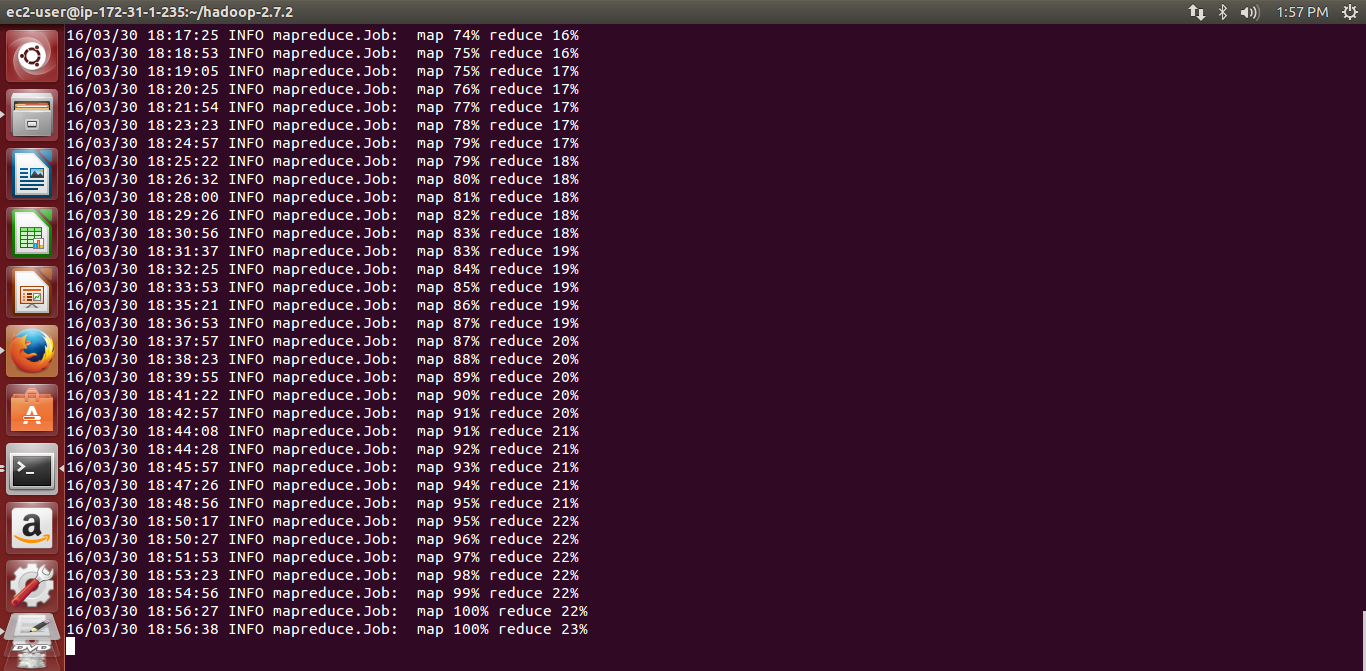 ec2-user@ip-172-31-1-235:~/hadoop-2.7.2 1:57 PM
16/03/30 18:17:25 INFO mapreduce.Job:  map 74% reduce 16%
16/03/30 18:18:53 INFO mapreduce.Job:  map 75% reduce 16%
16/03/30 18:19:05 INFO mapreduce.Job:  map 75% reduce 17%
16/03/30 18:20:25 INFO mapreduce.Job:  map 76% reduce 17%
16/03/30 18:21:54 INFO mapreduce.Job:  map 77% reduce 17%
16/03/30 18:23:23 INFO mapreduce.Job:  map 78% reduce 17%
16/03/30 18:24:57 INFO mapreduce.Job:  map 79% reduce 17%
16/03/30 18:25:22 INFO mapreduce.Job:  map 79% reduce 18%
16/03/30 18:26:32 INFO mapreduce.Job:  map 80% reduce 18%
16/03/30 18:28:00 INFO mapreduce.Job:  map 81% reduce 18%
16/03/30 18:29:26 INFO mapreduce.Job:  map 82% reduce 18%
16/03/30 18:30:56 INFO mapreduce.Job:  map 83% reduce 18%
16/03/30 18:31:37 INFO mapreduce.Job:  map 83% reduce 19%
16/03/30 18:32:25 INFO mapreduce.Job:  map 84% reduce 19%
16/03/30 18:33:53 INFO mapreduce.Job:  map 85% reduce 19%
16/03/30 18:35:21 INFO mapreduce.Job:  map 86% reduce 19%
16/03/30 18:36:53 INFO mapreduce.Job:  map 87% reduce 19%
16/03/30 18:37:57 INFO mapreduce.Job:  map 87% reduce 20%
16/03/30 18:38:23 INFO mapreduce.Job:  map 88% reduce 20%
16/03/30 18:39:55 INFO mapreduce.Job:  map 89% reduce 20%
16/03/30 18:41:22 INFO mapreduce.Job:  map 90% reduce 20%
16/03/30 18:42:57 INFO mapreduce.Job:  map 91% reduce 20%
16/03/30 18:44:08 INFO mapreduce.Job:  map 91% reduce 21%
16/03/30 18:44:28 INFO mapreduce.Job:  map 92% reduce 21%
16/03/30 18:45:57 INFO mapreduce.Job:  map 93% reduce 21%
16/03/30 18:47:26 INFO mapreduce.Job:  map 94% reduce 21%
16/03/30 18:48:56 INFO mapreduce.Job:  map 95% reduce 21%
16/03/30 18:50:17 INFO mapreduce.Job:  map 95% reduce 22%
16/03/30 18:50:27 INFO mapreduce.Job:  map 96% reduce 22%
16/03/30 18:51:53 INFO mapreduce.Job:  map 97% reduce 22%
16/03/30 18:53:23 INFO mapreduce.Job:  map 98% reduce 22%
16/03/30 18:54:56 INFO mapreduce.Job:  map 99% reduce 22%
16/03/30 18:56:27 INFO mapreduce.Job:  map 100% reduce 22%
16/03/30 18:56:38 INFO mapreduce.Job:  map 100% reduce 23%
A
>_
a
DVD